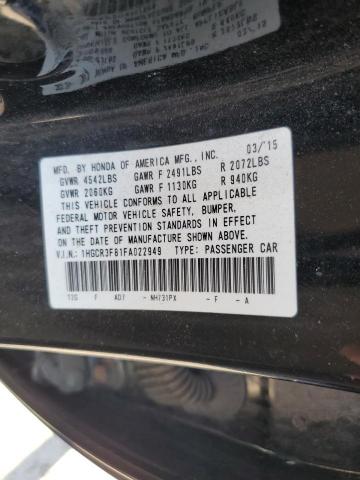 MFD. BY HONDA OF AMERICA MFG., INC. 03/15
GVWR 4542LBS GAWR F 2491LBS R 2072LBS
GVWR 2060KG GAWR F 1130KG R 940KG
THIS VEHICLE CONFORMS TO ALL APPLICABLE
FEDERAL MOTOR VEHICLE SAFETY, BUMPER,
AND THEFT PREVENTION STANDARDS IN EFFECT
ON THE DATE OF MANUFACTURE SHOWN ABOVE.
V.I.N.: 1HGCR3F81FA022949 TYPE: PASSENGER CAR
TZG F AD7 - NH731PX - F - A